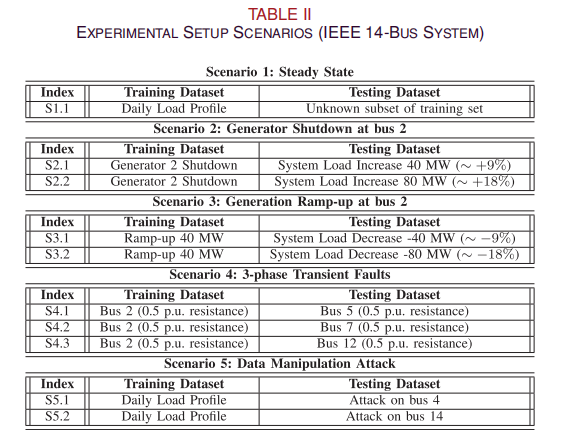 TABLE II
EXPERIMENTAL SETUP SCENARIOS (IEEE 14-BUS SYSTEM)
Scenario 1: Steady State
Index Training Dataset Testing Dataset
S1.1 Daily Load Profile Unknown subset of training set
Scenario 2: Generator Shutdown at bus 2
Index Training Dataset Testing Dataset
S2.1 Generator 2 Shutdown System Load Increase 40 MW (∼ +9%)
S2.2 Generator 2 Shutdown System Load Increase 80 MW (∼ +18%)
Scenario 3: Generation Ramp-up at bus 2
Index Training Dataset Testing Dataset
S3.1 Ramp-up 40 MW System Load Decrease -40 MW (∼ −9%)
S3.2 Ramp-up 40 MW System Load Decrease -80 MW (∼ −18%)
Scenario 4: 3-phase Transient Faults
Index Training Dataset Testing Dataset
S4.1 Bus 2 (0.5 p.u. resistance) Bus 5 (0.5 p.u. resistance)
S4.2 Bus 2 (0.5 p.u. resistance) Bus 7 (0.5 p.u. resistance)
S4.3 Bus 2 (0.5 p.u. resistance) Bus 12 (0.5 p.u. resistance)
Scenario 5: Data Manipulation Attack
Index Training Dataset Testing Dataset
S5.1 Daily Load Profile Attack on bus 4
S5.2 Daily Load Profile Attack on bus 14